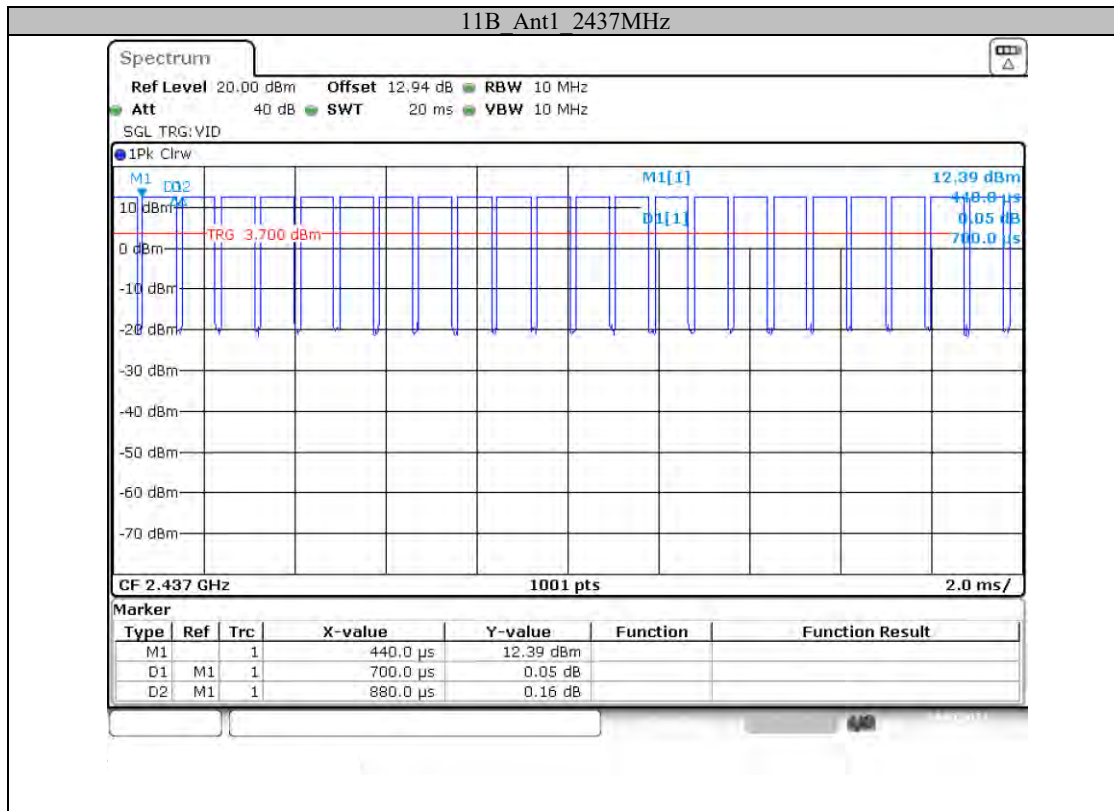 11B_Ant1_2437MHz
Spectrum
Ref Level 20.00 dBm Offset 12.94 dB RBW 10 MHz
Att 40 dB SWT 20 ms VBW 10 MHz
SGL TRG:VID
1Pk Clrw
M1 D2 M1[1] 12.39 dBm
440.0 µs
10 dBm D1[1] 0.05 dB
TRG 3.700 dBm 700.0 µs
0 dBm
-10 dBm
-20 dBm
-30 dBm
-40 dBm
-50 dBm
-60 dBm
-70 dBm
CF 2.437 GHz 1001 pts 2.0 ms/
Marker
Type Ref Trc X-value Y-value Function Function Result
M1 1 440.0 µs 12.39 dBm
D1 M1 1 700.0 µs 0.05 dB
D2 M1 1 880.0 µs 0.16 dB